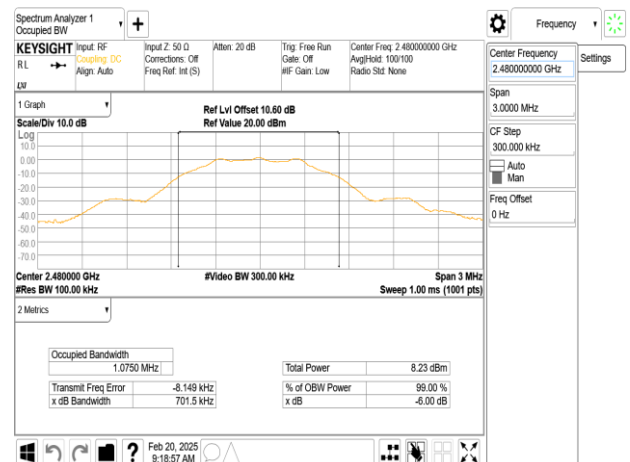 Spectrum Analyzer 1
Occupied BW
+
Frequency
KEYSIGHT
R L
Input: RF
Coupling: DC
Align: Auto
Input Z: 50 Ω
Corrections: Off
Freq Ref: Int (S)
Atten: 20 dB
Trig: Free Run
Gate: Off
#IF Gain: Low
Center Freq: 2.480000000 GHz
Avg|Hold: 100/100
Radio Std: None
Center Frequency
2.480000000 GHz
Settings
Span
3.0000 MHz
CF Step
300.000 kHz
Auto
Man
Freq Offset
0 Hz
1 Graph
Scale/Div 10.0 dB
Ref Lvl Offset 10.60 dB
Ref Value 20.00 dBm
Log
10.0
0.00
-10.0
-20.0
-30.0
-40.0
-50.0
-60.0
-70.0
Center 2.480000 GHz
#Res BW 100.00 kHz
#Video BW 300.00 kHz
Span 3 MHz
Sweep 1.00 ms (1001 pts)
2 Metrics
Occupied Bandwidth
1.0750 MHz
Transmit Freq Error -8.149 kHz
x dB Bandwidth 701.5 kHz
Total Power 8.23 dBm
% of OBW Power 99.00 %
x dB -6.00 dB
?
Feb 20, 2025
9:18:57 AM